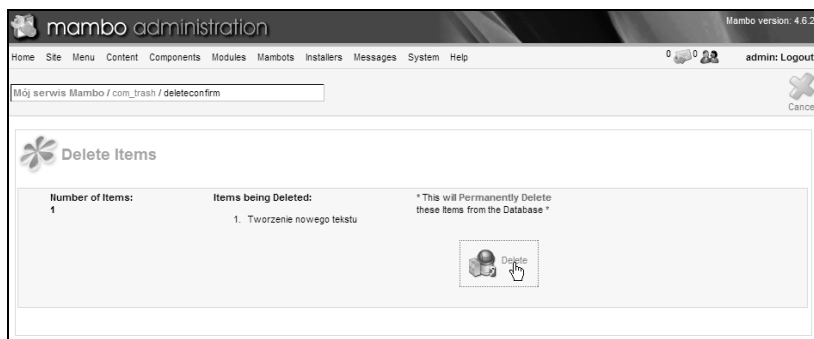 mambo administration
Mambo version: 4.6.2
Home Site Menu Content Components Modules Mambots Installers Messages System Help 0 0 admin: Logout
Mój serwis Mambo / com_trash / deleteconfirm
Cance
Delete Items
Number of Items: Items being Deleted: * This will Permanently Delete
1 these Items from the Database *
1. Tworzenie nowego tekstu
Delete